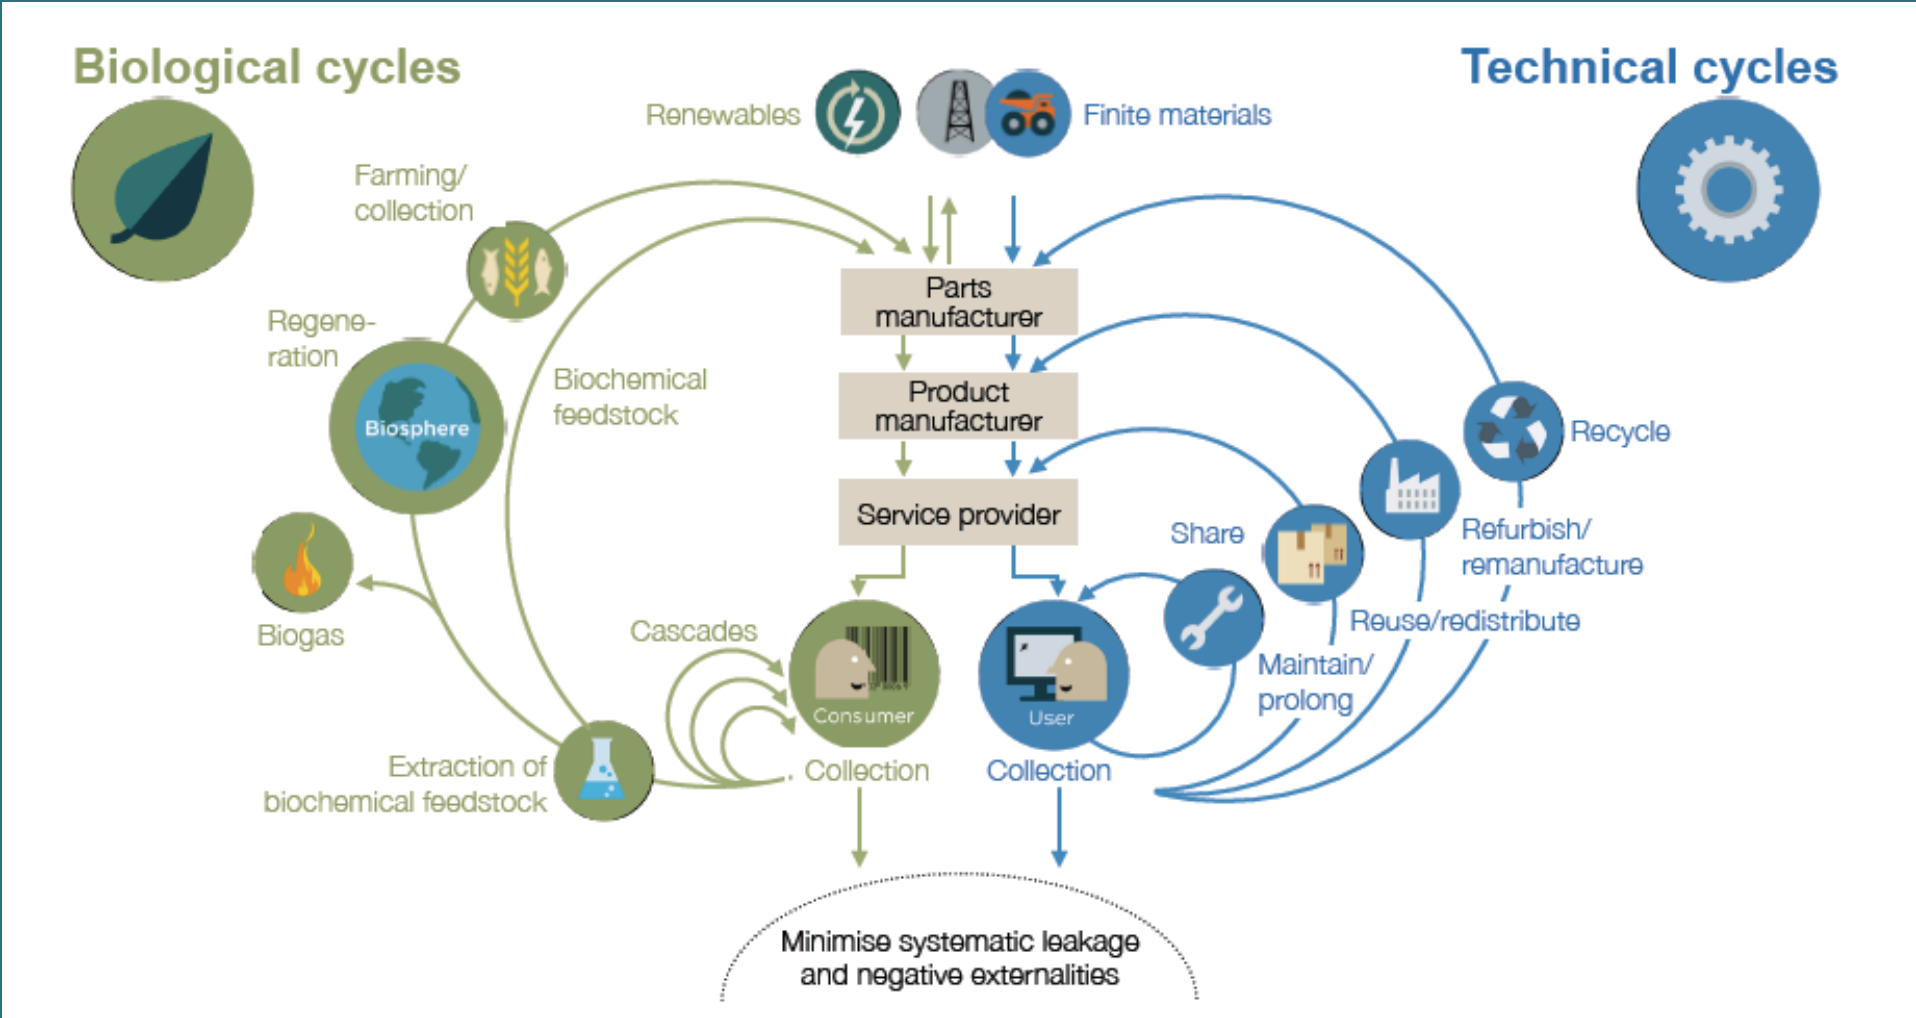 Biological cycles
Technical cycles
Renewables
Finite materials
Farming/
collection
Regene-
ration
Biosphere
Biochemical
feedstock
Biogas
Extraction of
biochemical feedstock
Cascades
Parts
manufacturer
Product
manufacturer
Service provider
Consumer
User
Collection
Collection
Share
Maintain/
prolong
Reuse/redistribute
Refurbish/
remanufacture
Recycle
Minimise systematic leakage
and negative externalities